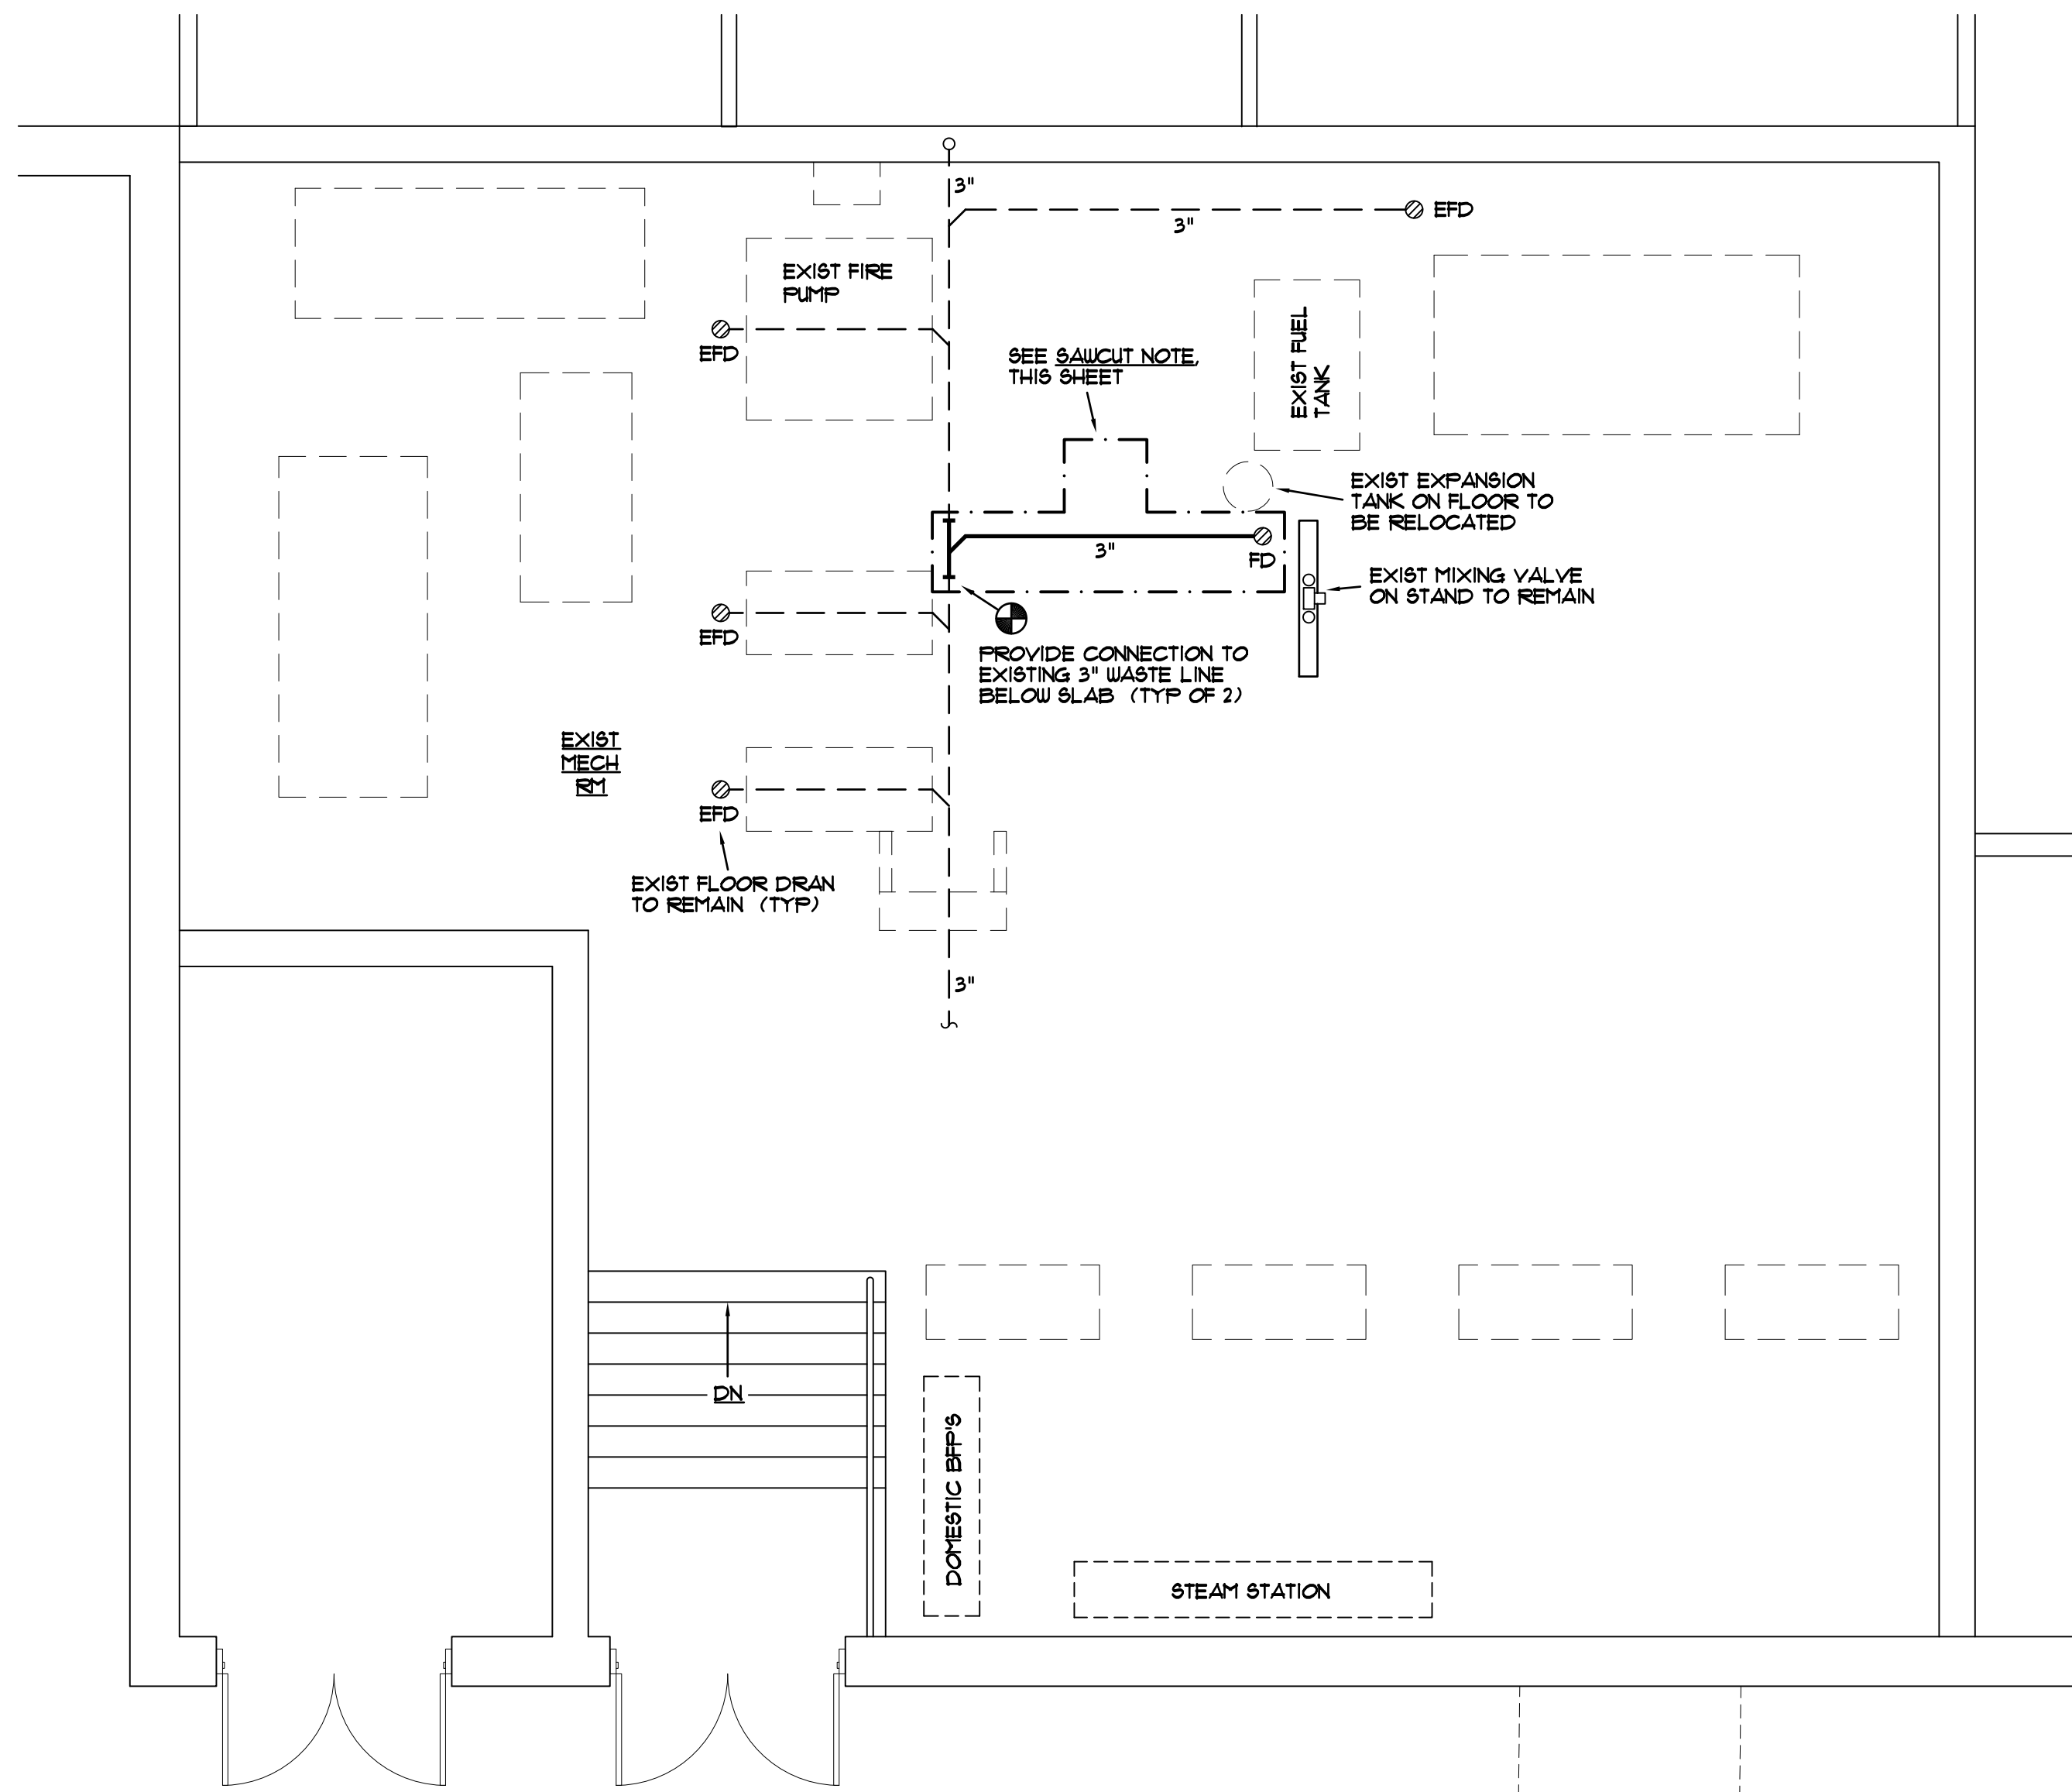 3"
EFD
3"
EXIST FIRE
PUMP
EFD
SEE SAWCUT NOTE,
THIS SHEET
EXIST FUEL
TANK
EXIST EXPANSION
TANK ON FLOOR TO
BE RELOCATED
3"
FD
EXIST MIXING VALVE
ON STAND TO REMAIN
EFD
PROVIDE CONNECTION TO
EXISTING 3" WASTE LINE
BELOW SLAB (TYP OF 2)
EXIST
MECH
RM
EFD
EXIST FLOOR DRAN
TO REMAIN (TYP)
3"
DN
DOMESTIC BFP'S
STEAM STATION